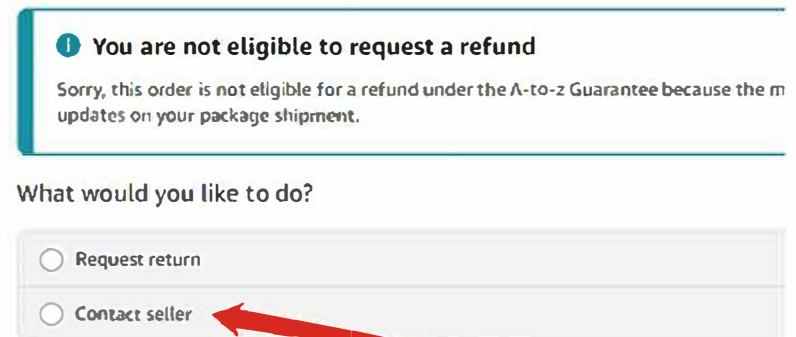 You are not eligible to request a refund
Sorry, this order is not eligible for a refund under the A-to-z Guarantee because the
updates on your package shipment.
What would you like to do?
Request return
Contact seller